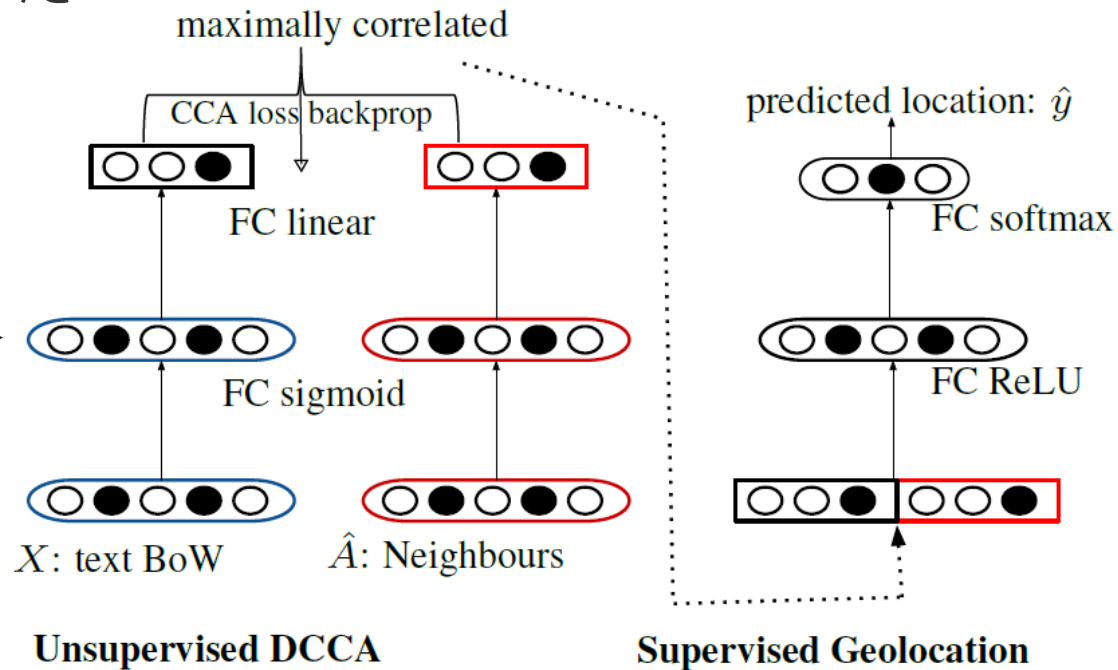 maximally correlated
CCA loss backprop
FC linear
FC sigmoid
X: text BoW
Â: Neighbours
Unsupervised DCCA
predicted location: ŷ
FC softmax
FC ReLU
Supervised Geolocation